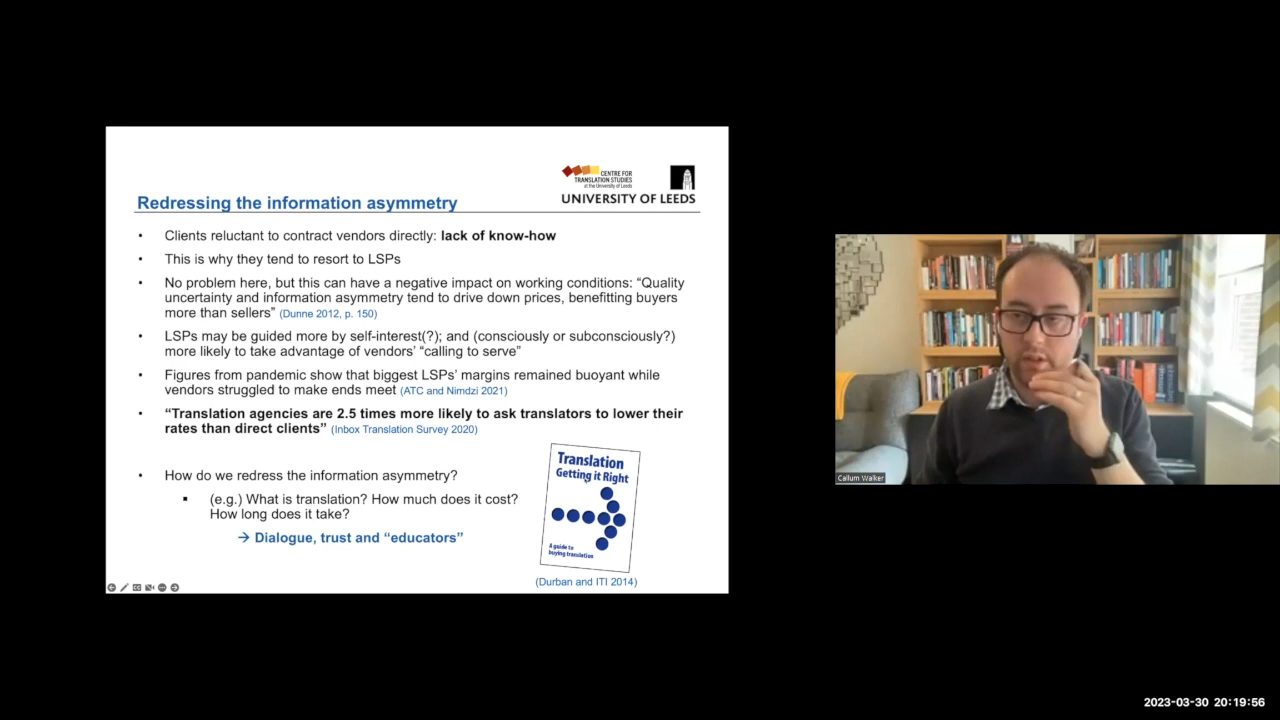 CENTRE FOR
TRANSLATION STUDIES
at the University of Leeds
UNIVERSITY OF LEEDS
Redressing the information asymmetry
• Clients reluctant to contract vendors directly: lack of know-how
• This is why they tend to resort to LSPs
• No problem here, but this can have a negative impact on working conditions: “Quality
uncertainty and information asymmetry tend to drive down prices, benefitting buyers
more than sellers” (Dunne 2012, p. 150)
• LSPs may be guided more by self-interest(?); and (consciously or subconsciously?)
more likely to take advantage of vendors’ “calling to serve”
• Figures from pandemic show that biggest LSPs’ margins remained buoyant while
vendors struggled to make ends meet (ATC and Nimdzi 2021)
• “Translation agencies are 2.5 times more likely to ask translators to lower their
rates than direct clients” (Inbox Translation Survey 2020)
• How do we redress the information asymmetry?
▪ (e.g.) What is translation? How much does it cost?
How long does it take?
→ Dialogue, trust and “educators”
Translation
Getting it Right
A guide to
buying translation
(Durban and ITI 2014)
Callum Walker
2023-03-30 20:19:56